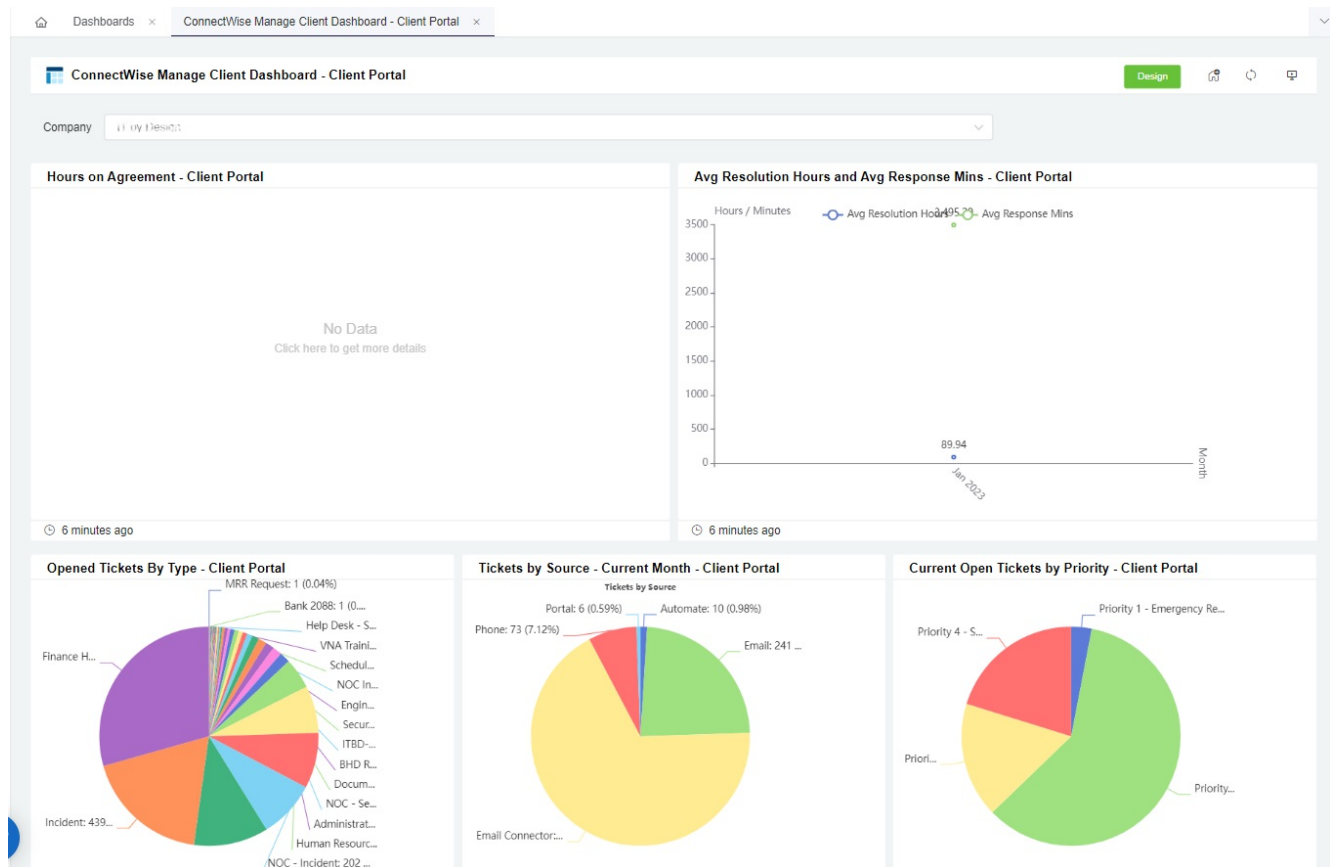 Dashboards
ConnectWise Manage Client Dashboard - Client Portal
ConnectWise Manage Client Dashboard - Client Portal
Design
Company
Hours on Agreement - Client Portal
No Data
Click here to get more details
6 minutes ago
Avg Resolution Hours and Avg Response Mins - Client Portal
Hours / Minutes
Avg Resolution Hours
Avg Response Mins
3500
3000
2500
2000
1500
1000
500
0
89.94
Jan 2023
Month
6 minutes ago
Opened Tickets By Type - Client Portal
MRR Request: 1 (0.04%)
Bank 2088: 1 (0....
Help Desk - S...
VNA Traini...
Schedul...
NOC In...
Engin...
Secur...
ITBD-...
BHD R...
Docum...
NOC - Se...
Administrat...
Human Resourc...
NOC - Incident: 202 ...
Finance H...
Incident: 439...
Tickets by Source - Current Month - Client Portal
Tickets by Source
Portal: 6 (0.59%)
Automate: 10 (0.98%)
Phone: 73 (7.12%)
Email: 241 ...
Email Connector:...
Current Open Tickets by Priority - Client Portal
Priority 1 - Emergency Re...
Priority 4 - S...
Priori...
Priority...